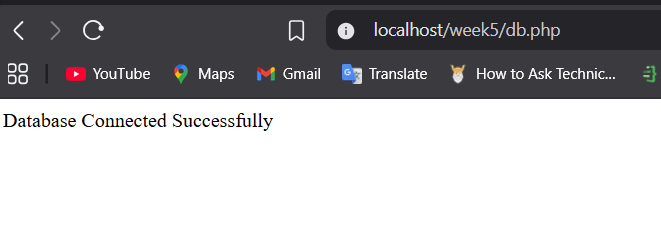 localhost/week5/db.php
YouTube Maps Gmail Translate How to Ask Technic...
Database Connected Successfully